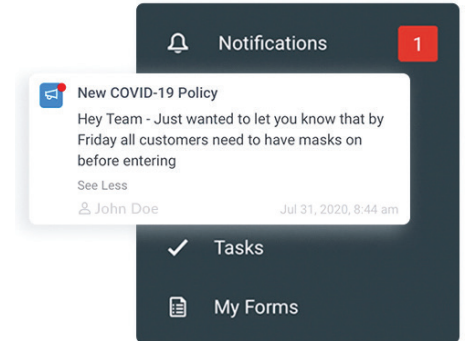 Notifications
1
New COVID-19 Policy
Hey Team - Just wanted to let you know that by
Friday all customers need to have masks on
before entering
See Less
John Doe
Jul 31, 2020, 8:44 am
Tasks
My Forms